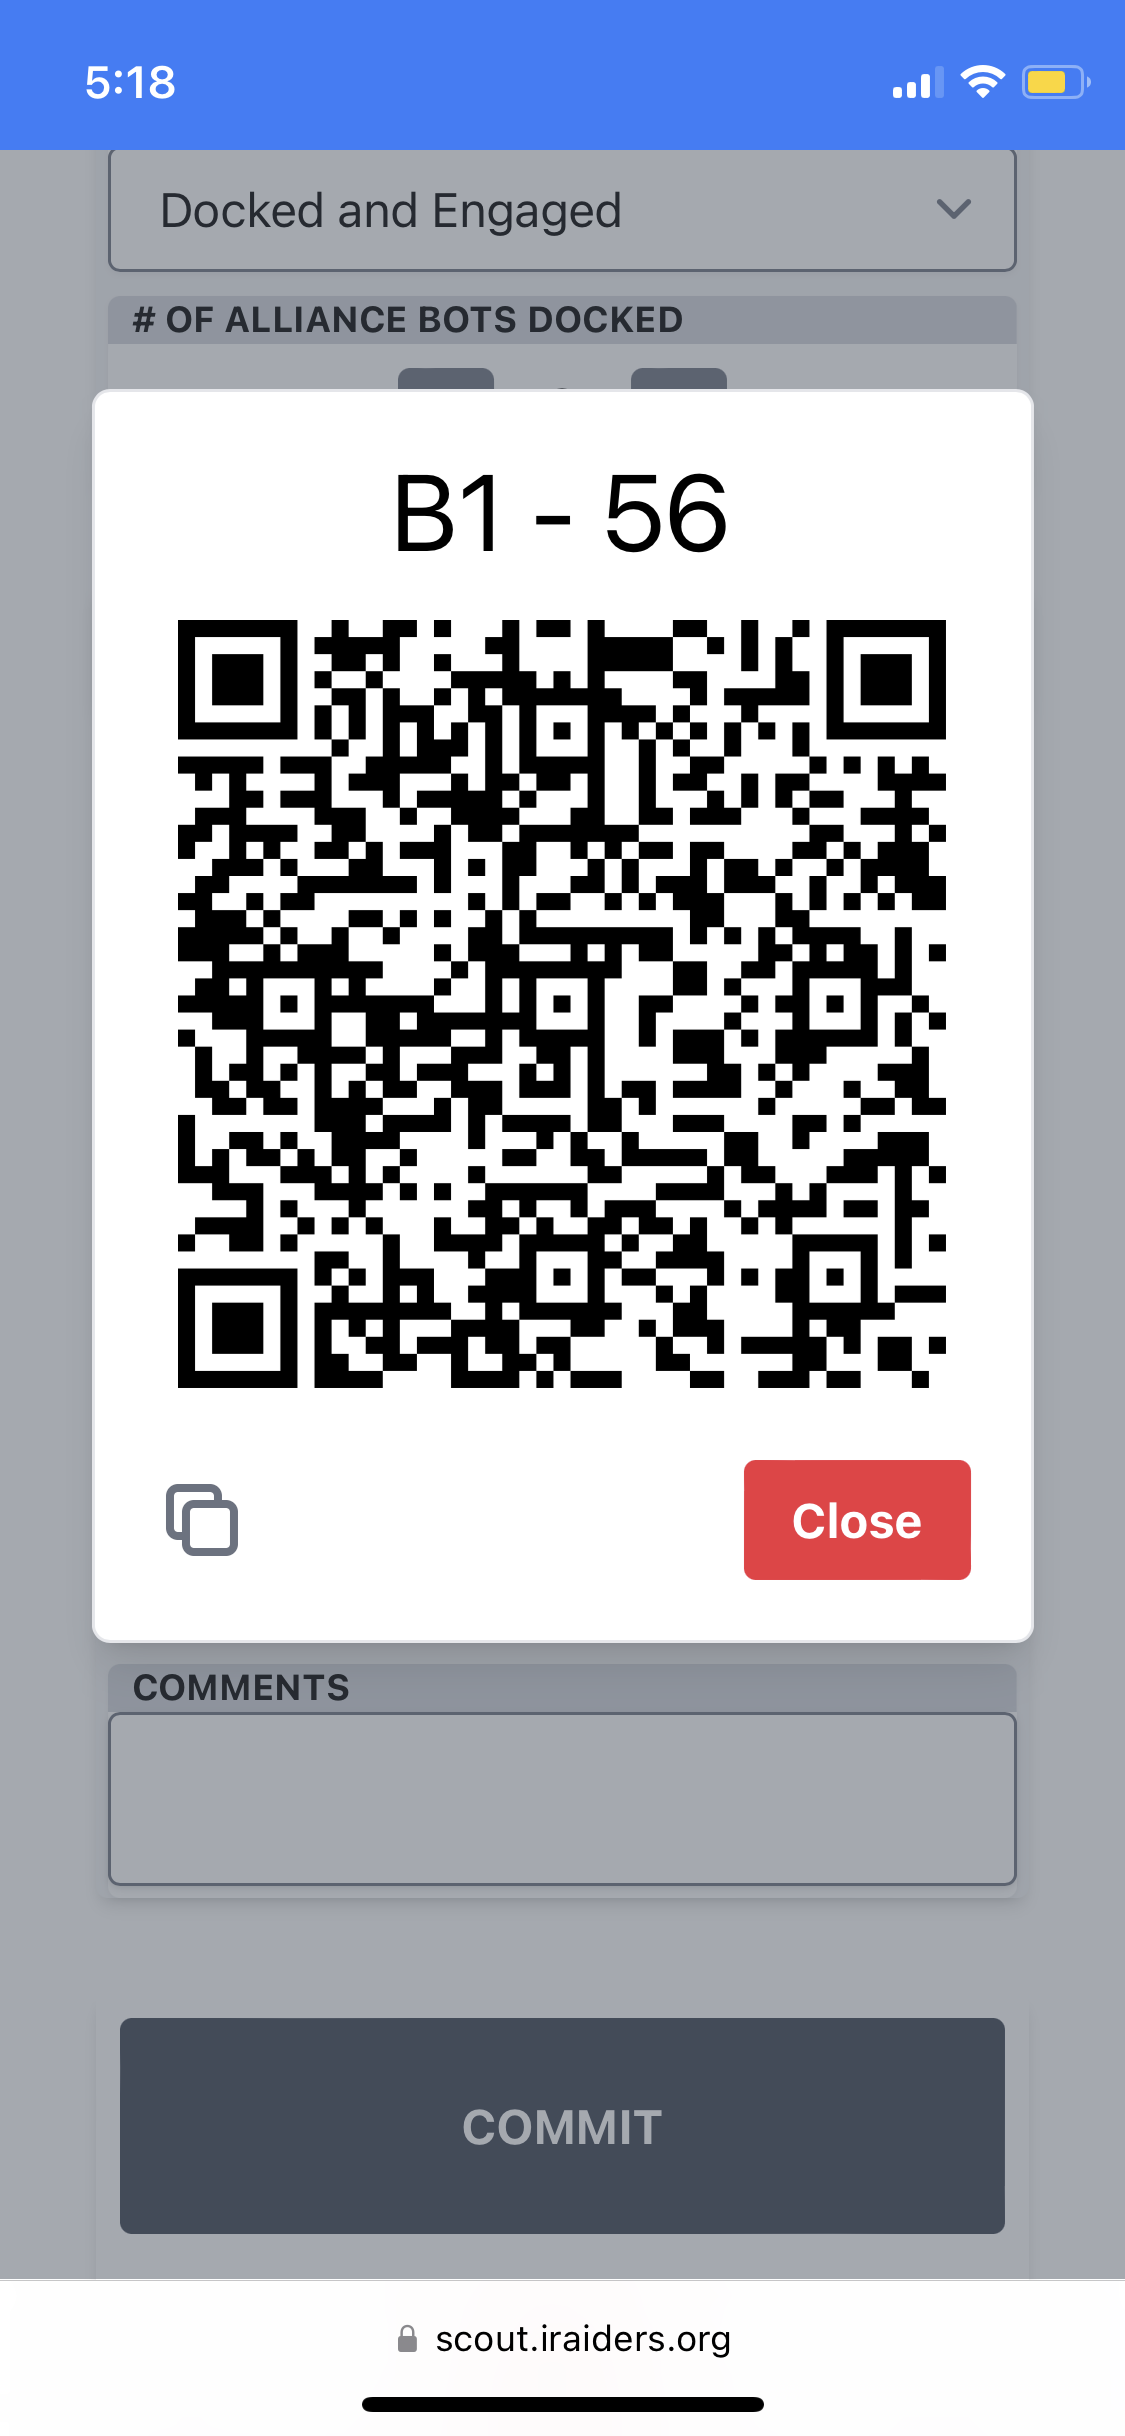 5:18
Docked and Engaged
# OF ALLIANCE BOTS DOCKED
B1 - 56
Close
COMMENTS
COMMIT
scout.iraiders.org